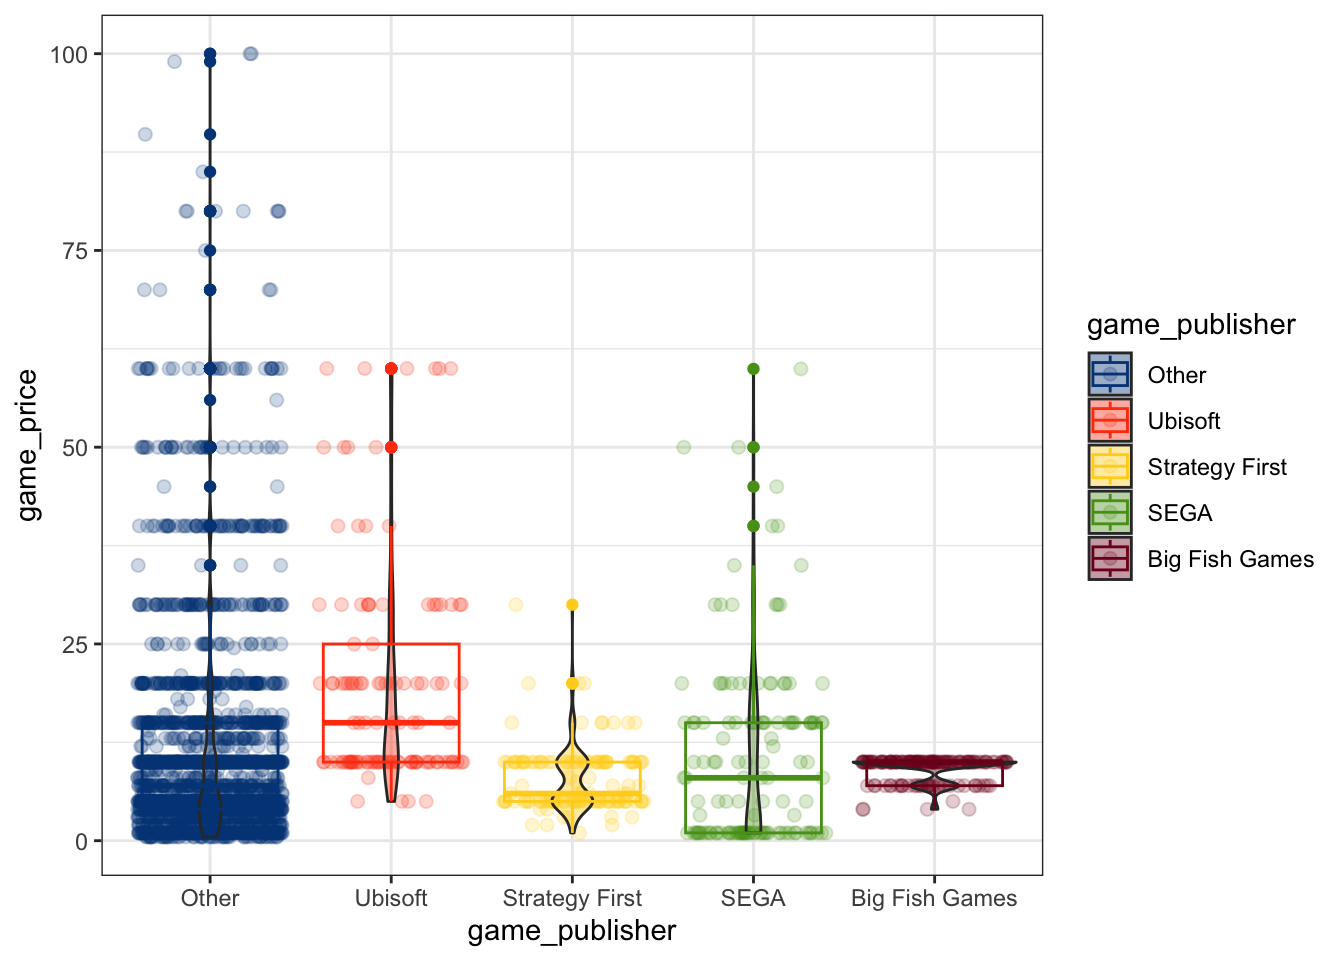 100
75
50
25
0
game_price
Other
Ubisoft
Strategy First
SEGA
Big Fish Games
game_publisher
game_publisher
Other
Ubisoft
Strategy First
SEGA
Big Fish Games